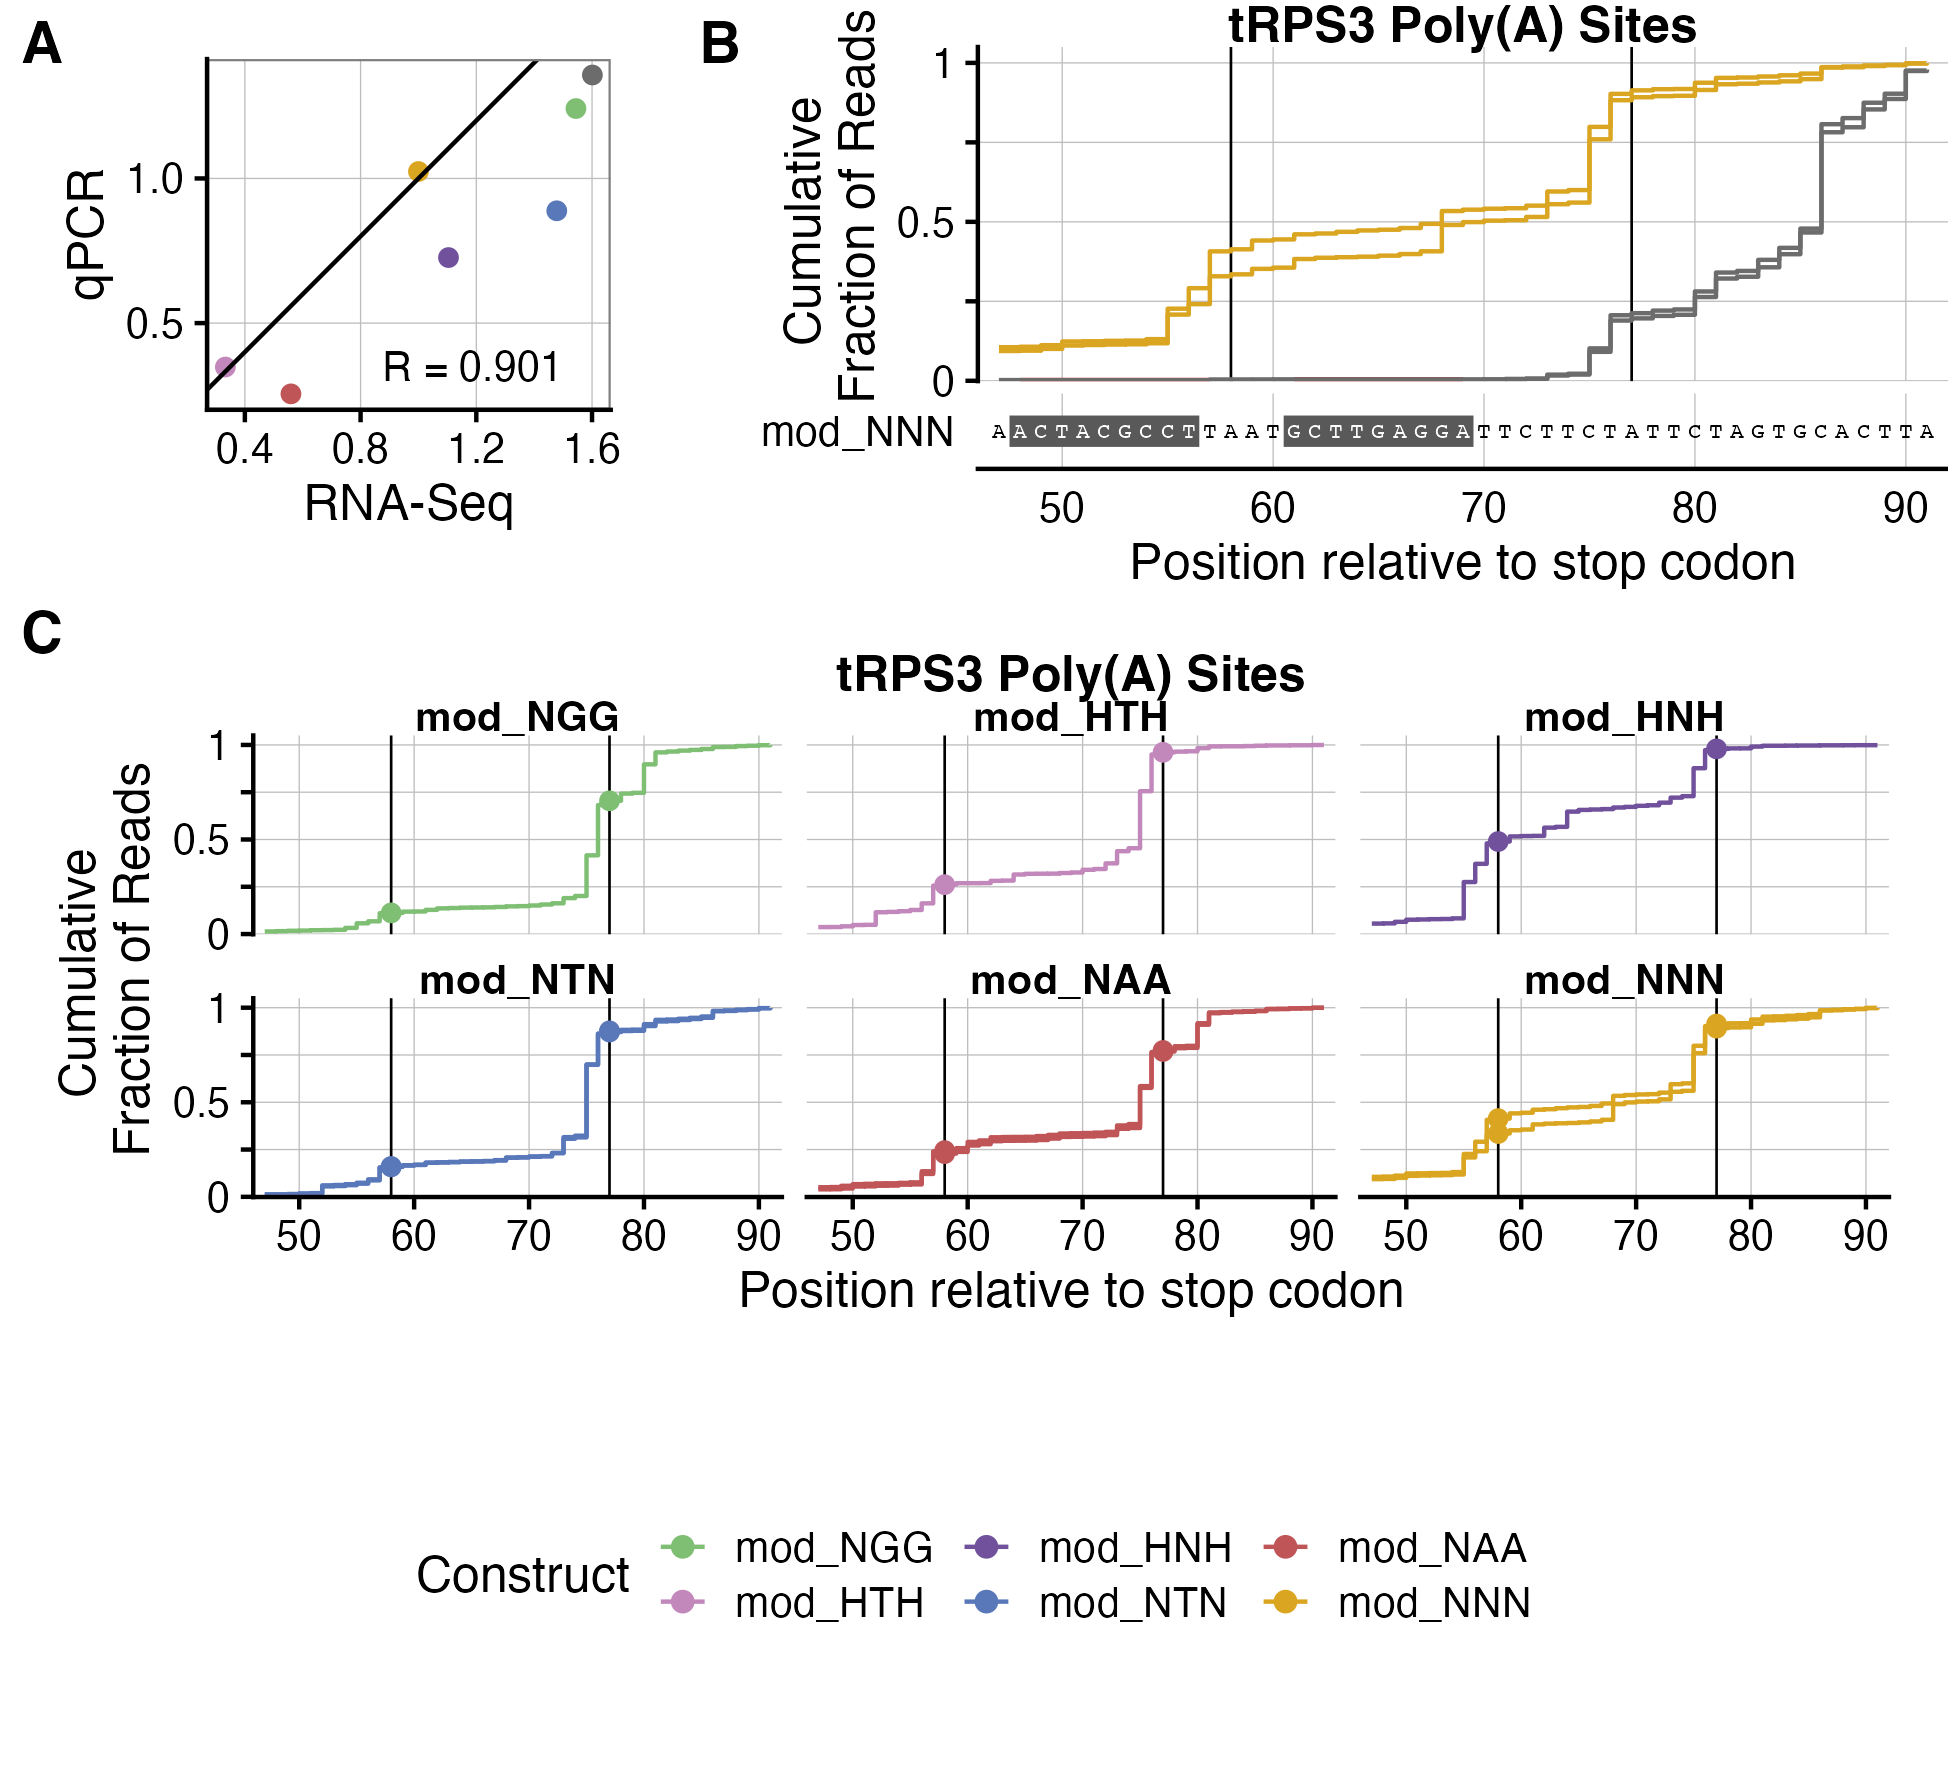 A
qPCR
1.0
0.5
R = 0.901
0.4 0.8 1.2 1.6
RNA-Seq
B
tRPS3 Poly(A) Sites
Cumulative
Fraction of Reads
1
0.5
0
mod_NNN
AACTACGCCTTAATGCTTGAGGATTCTTCTATTCTAGTGCACTTA
50 60 70 80 90
Position relative to stop codon
C
tRPS3 Poly(A) Sites
Cumulative
Fraction of Reads
mod_NGG mod_HTH mod_HNH
1
0.5
0
mod_NTN mod_NAA mod_NNN
1
0.5
0
50 60 70 80 90 50 60 70 80 90 50 60 70 80 90
Position relative to stop codon
Construct
mod_NGG mod_HNH mod_NAA
mod_HTH mod_NTN mod_NNN